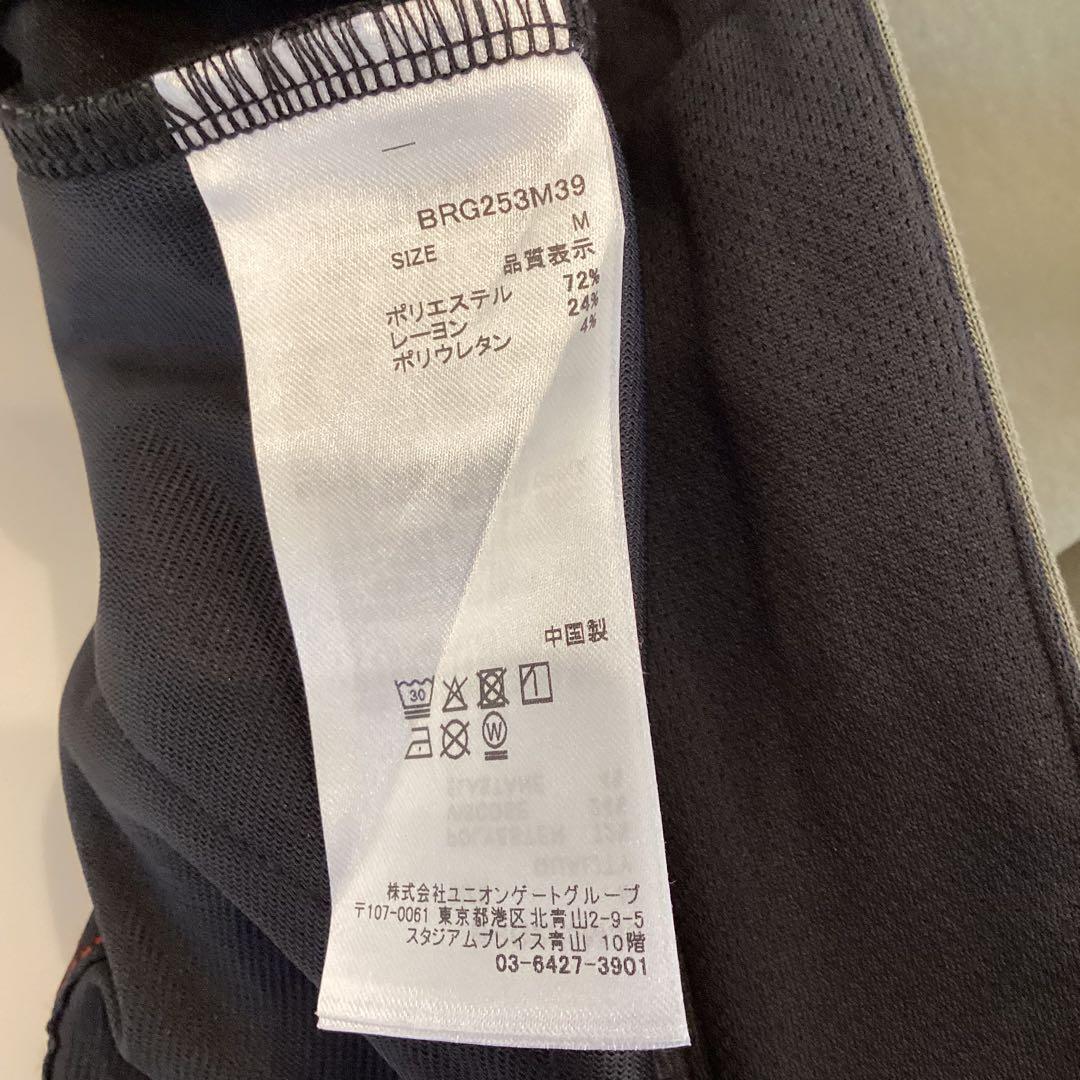 BRG253M39
SIZE M
品質表示
ポリエステル 72%
レーヨン 24%
ポリウレタン 4%
中国製
30
W
株式会社ユニオンゲートグループ
〒107-0061 東京都港区北青山2-9-5
スタジアムプレイス青山 10階
03-6427-3901